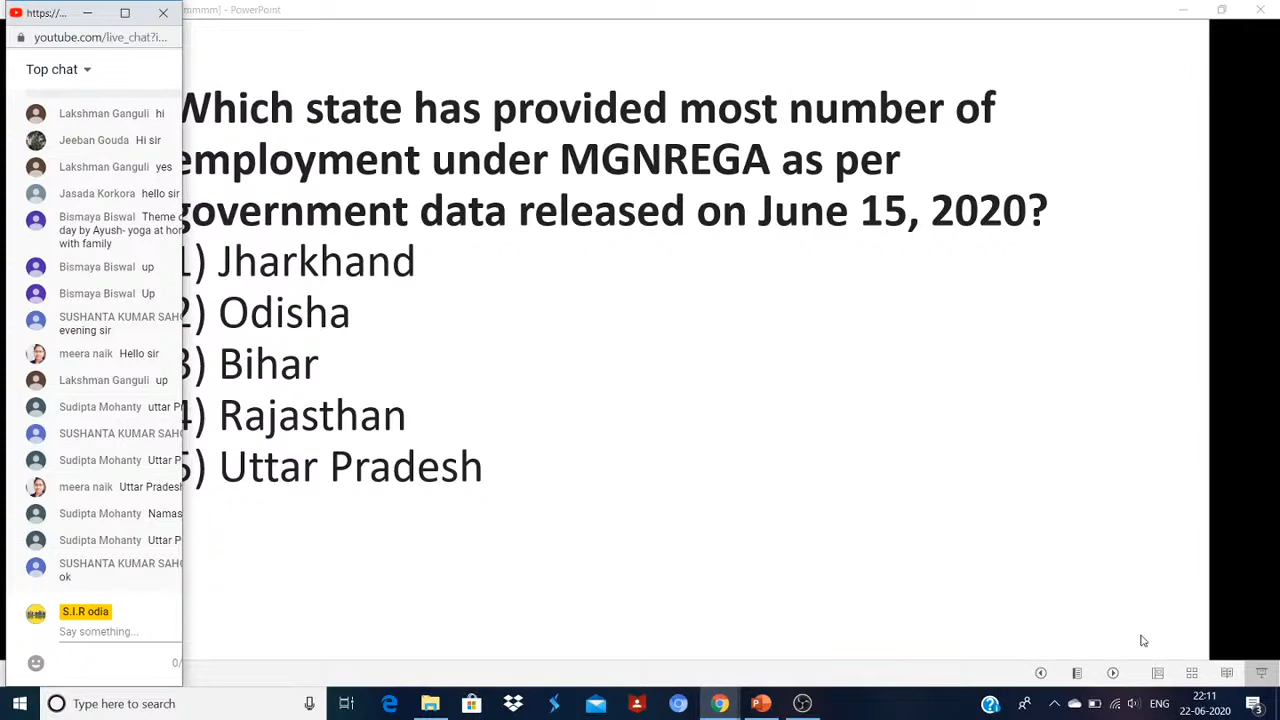 https://...
mmmm] - PowerPoint
youtube.com/live_chat?i...
Top chat
Lakshman Ganguli hi
Jeeban Gouda Hi sir
Lakshman Ganguli yes
Jasada Korkora hello sir
Bismaya Biswal Theme
day by Ayush- yoga at
with family
Bismaya Biswal up
Bismaya Biswal Up
SUSHANTA KUMAR
evening sir
meera naik Hello sir
Lakshman Ganguli up
Sudipta Mohanty uttar
SUSHANTA KUMAR
Sudipta Mohanty Uttar
meera naik Uttar Pradesh
Sudipta Mohanty
Sudipta Mohanty Uttar
SUSHANTA KUMAR
ok
S.I.R odia
Say something...
0/
Which state has provided most number of
employment under MGNREGA as per
government data released on June 15, 2020?
1) Jharkhand
2) Odisha
3) Bihar
4) Rajasthan
5) Uttar Pradesh
Type here to search
ENG
22:11
22-06-2020
3